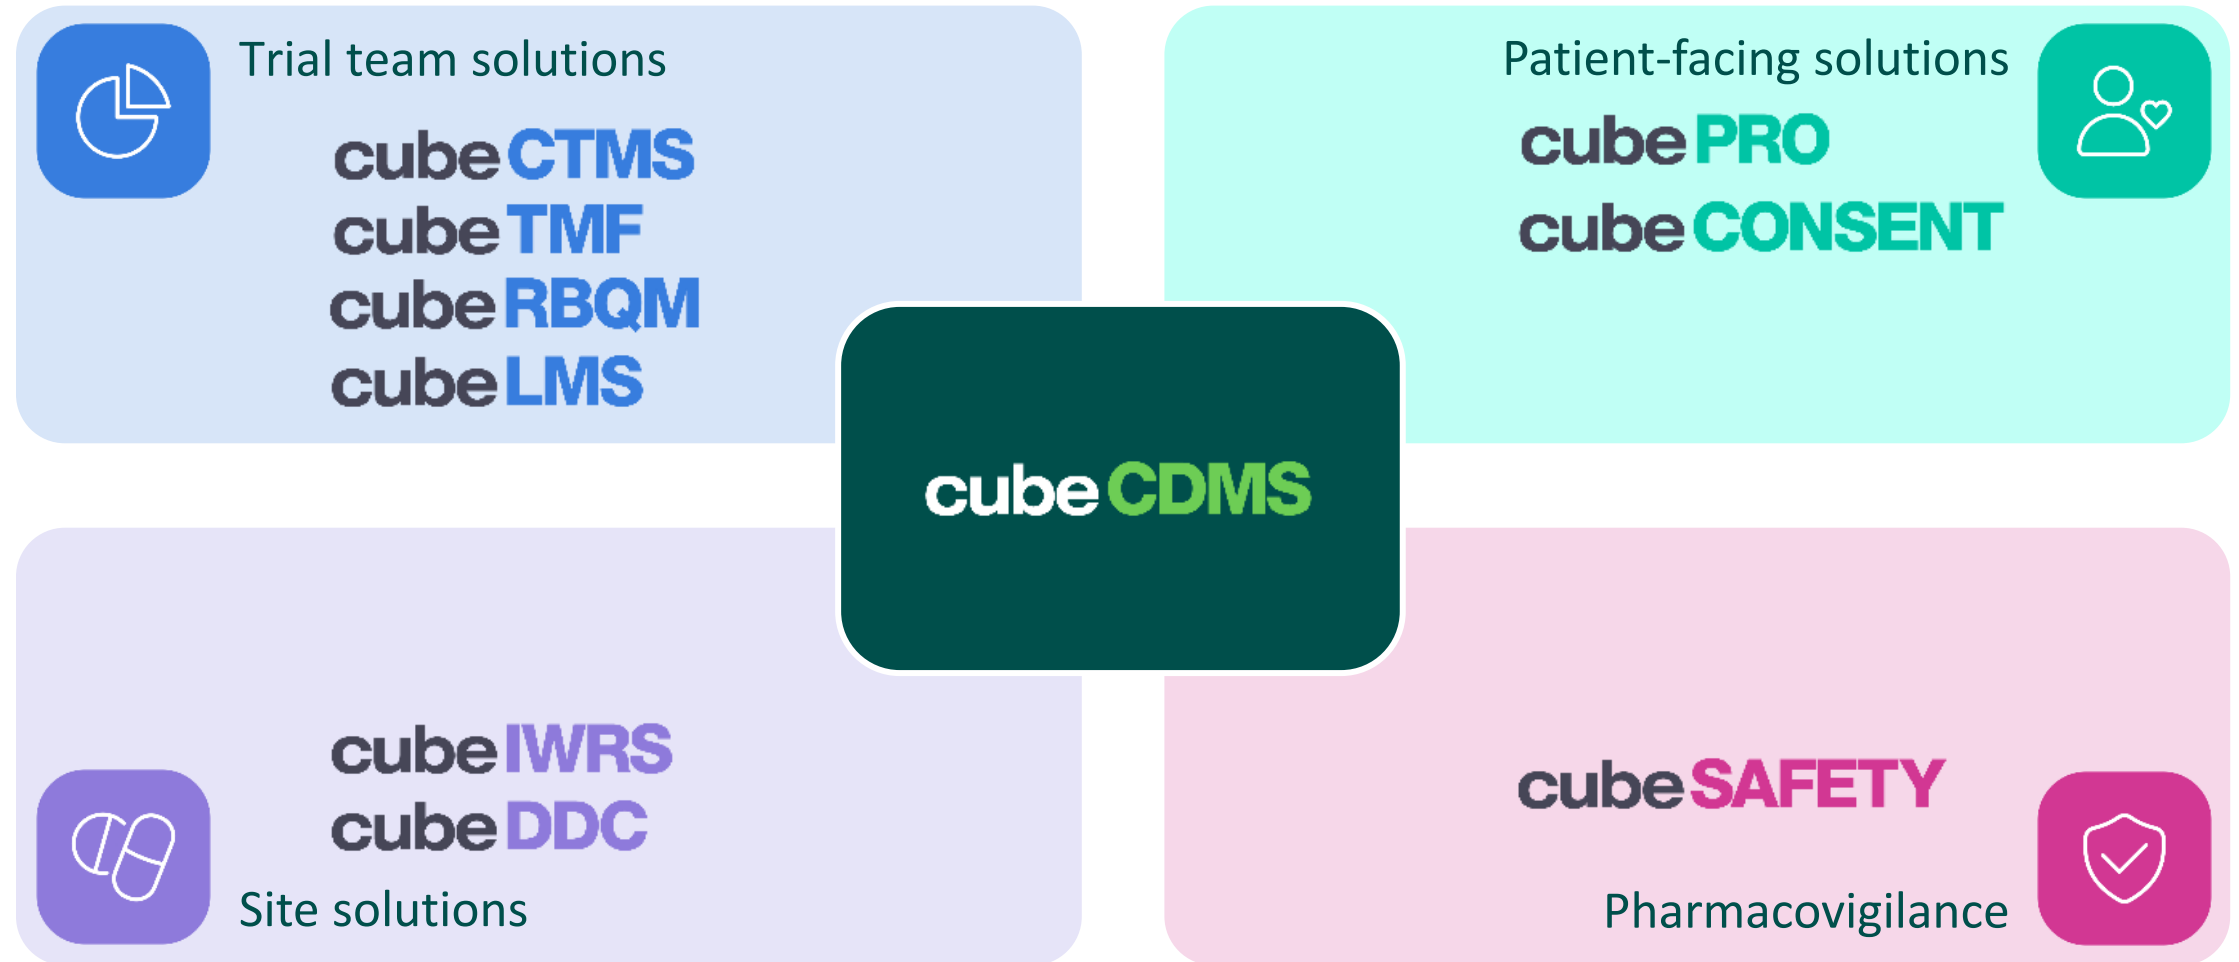 Trial team solutions
cube CTMS
cube TMF
cube RBQM
cube LMS
Patient-facing solutions
cube PRO
cube CONSENT
cube CDMS
cube IWRS
cube DDC
Site solutions
cube SAFETY
Pharmacovigilance